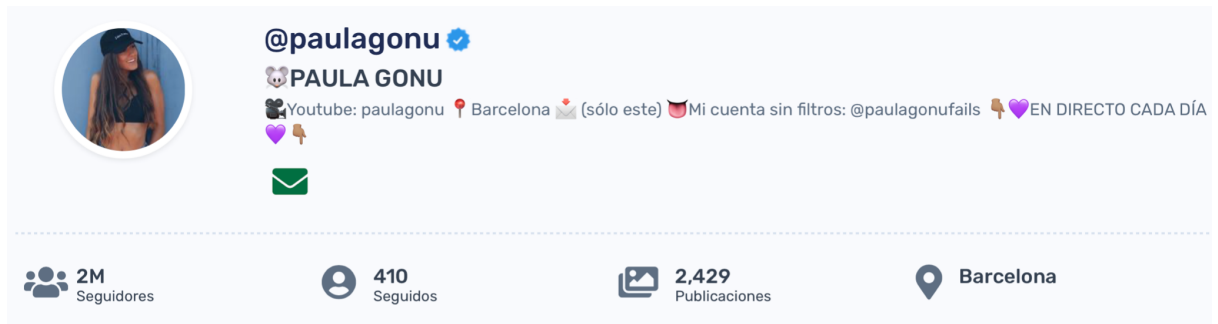 @paulagonu
🐭PAULA GONU
🎥Youtube: paulagonu 📍Barcelona 📩 (sólo este) 👅Mi cuenta sin filtros: @paulagonufails 👇🏽💜EN DIRECTO CADA DÍA
💜👇🏽
2M
Seguidores
410
Seguidos
2,429
Publicaciones
Barcelona